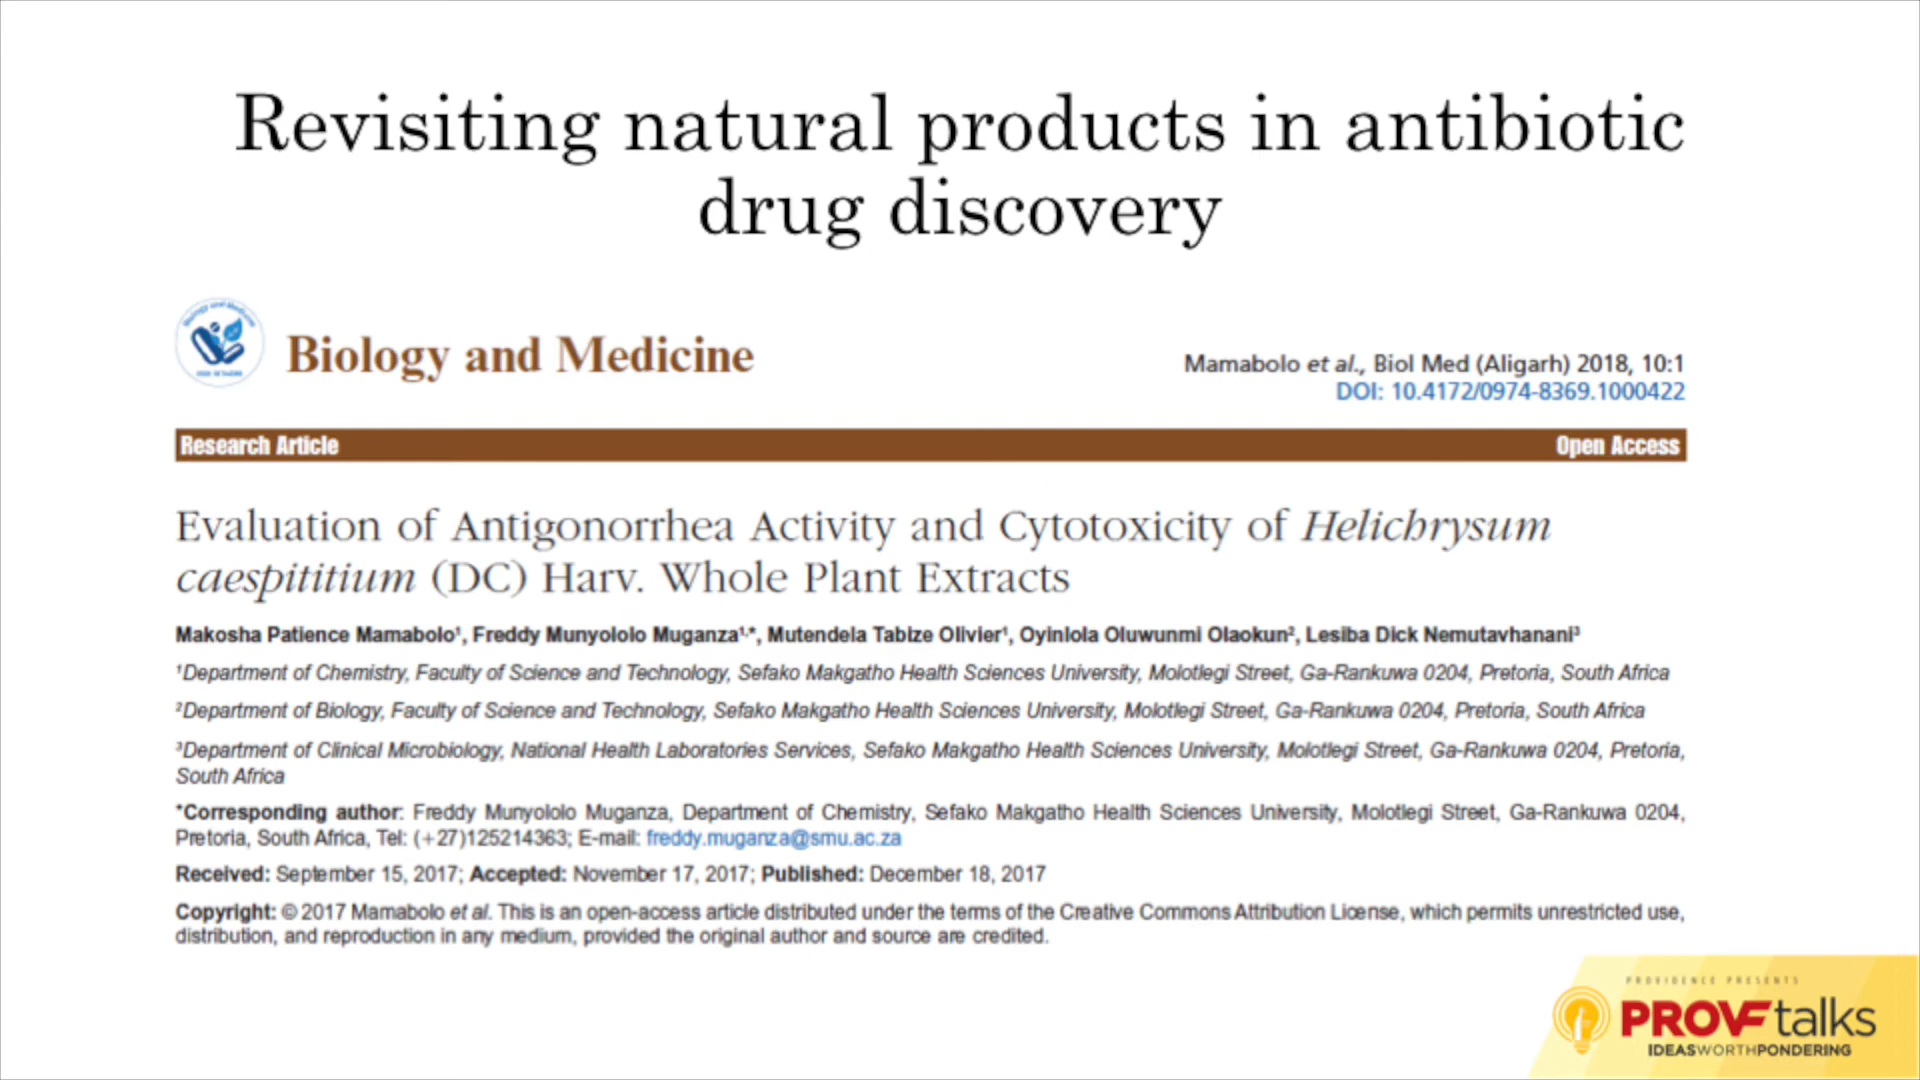 Revisiting natural products in antibiotic
drug discovery
Biology and Medicine
Mamabolo et al., Biol Med (Aligarh) 2018, 10:1
DOI: 10.4172/0974-8369.1000422
Research Article
Open Access
Evaluation of Antigonorrhea Activity and Cytotoxicity of Helichrysum
caespititium (DC) Harv. Whole Plant Extracts
Makosha Patience Mamabolo¹, Freddy Munyololo Muganza¹·*, Mutendela Tabize Olivier¹, Oyinlola Oluwunmi Olaokun², Lesiba Dick Nemutavhanani³
¹Department of Chemistry, Faculty of Science and Technology, Sefako Makgatho Health Sciences University, Molotlegi Street, Ga-Rankuwa 0204, Pretoria, South Africa
²Department of Biology, Faculty of Science and Technology, Sefako Makgatho Health Sciences University, Molotlegi Street, Ga-Rankuwa 0204, Pretoria, South Africa
³Department of Clinical Microbiology, National Health Laboratories Services, Sefako Makgatho Health Sciences University, Molotlegi Street, Ga-Rankuwa 0204, Pretoria,
South Africa
*Corresponding author: Freddy Munyololo Muganza, Department of Chemistry, Sefako Makgatho Health Sciences University, Molotlegi Street, Ga-Rankuwa 0204,
Pretoria, South Africa, Tel: (+27)125214363; E-mail: freddy.muganza@smu.ac.za
Received: September 15, 2017; Accepted: November 17, 2017; Published: December 18, 2017
Copyright: © 2017 Mamabolo et al. This is an open-access article distributed under the terms of the Creative Commons Attribution License, which permits unrestricted use,
distribution, and reproduction in any medium, provided the original author and source are credited.
PROVIDENCE PRESENTS
PROVFtalks
IDEASWORTHPONDERING